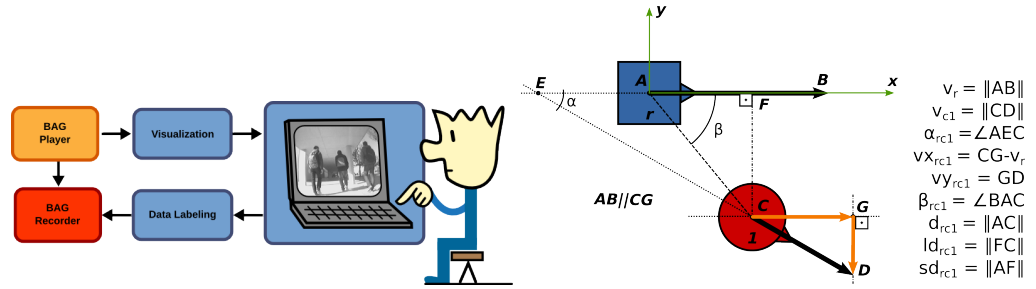 BAG
Player
Visualization
BAG
Recorder
Data Labeling
y
E
A
B
x
α
r
F
β
AB||CG
C
G
1
D
v_r = ||AB||
v_c1 = ||CD||
α_rc1 =∠AEC
vx_rc1 = CG-v_r
vy_rc1 = GD
β_rc1 = ∠BAC
d_rc1 = ||AC||
ld_rc1 = ||FC||
sd_rc1 = ||AF||